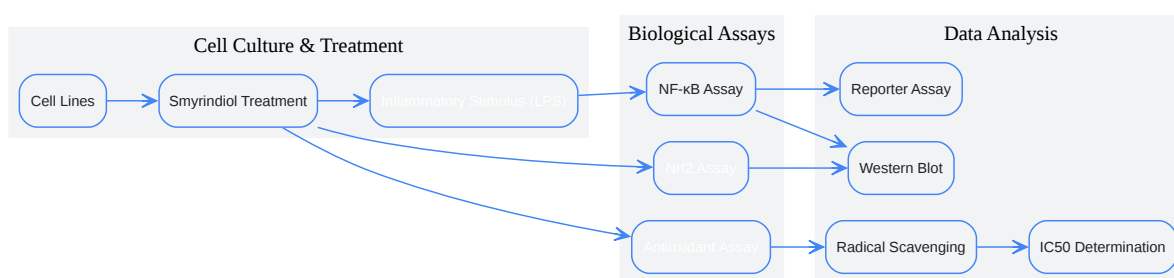 Cell Culture & Treatment
Cell Lines
Smyrindiol Treatment
Inflammatory Stimulus (LPS)
Biological Assays
NF-κB Assay
Nrf2 Assay
Antioxidant Assay
Data Analysis
Reporter Assay
Western Blot
Radical Scavenging
IC50 Determination